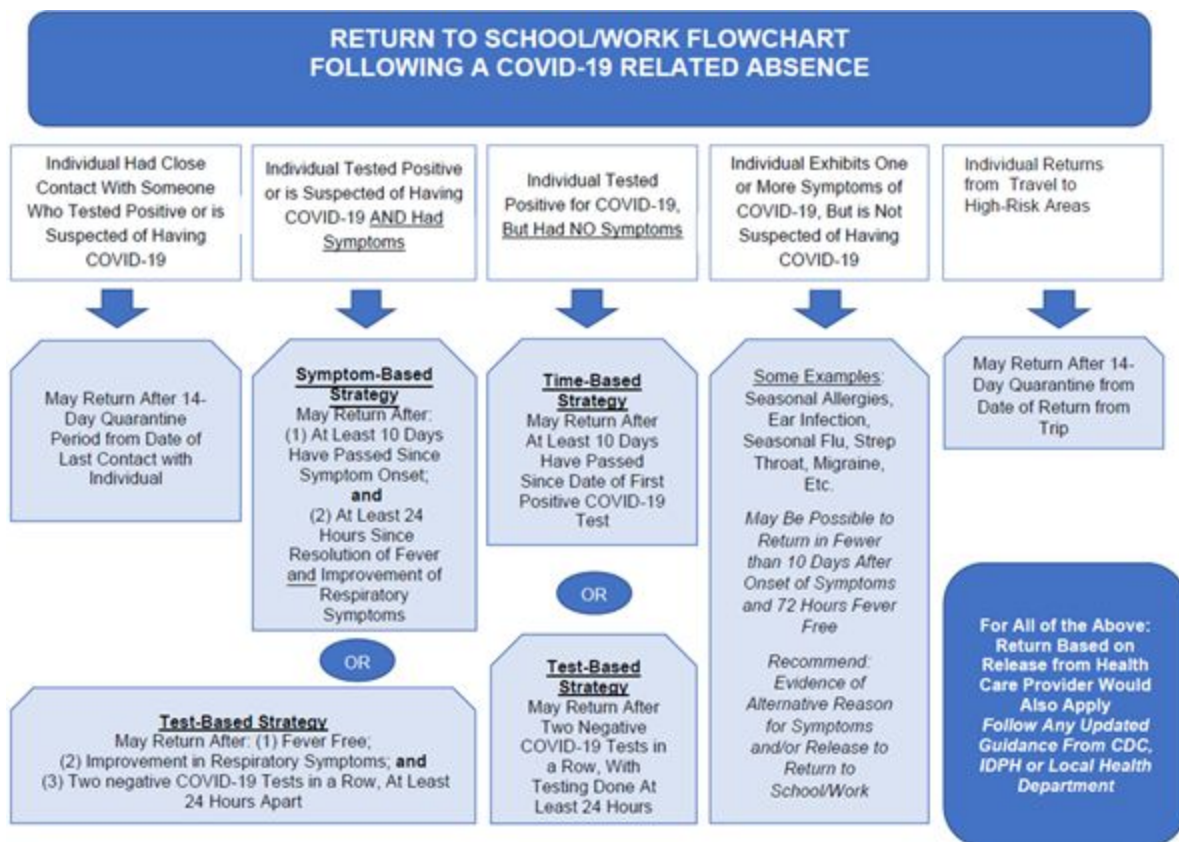 RETURN TO SCHOOL/WORK FLOWCHART
FOLLOWING A COVID-19 RELATED ABSENCE
Individual Had Close
Contact With Someone
Who Tested Positive or is
Suspected of Having
COVID-19
Individual Tested Positive
or is Suspected of Having
COVID-19 AND Had
Symptoms
Individual Tested
Positive for COVID-19,
But Had NO Symptoms
Individual Exhibits One
or More Symptoms of
COVID-19, But is Not
Suspected of Having
COVID-19
Individual Returns
from Travel to
High-Risk Areas
May Return After 14-
Day Quarantine
Period from Date of
Last Contact with
Individual
Symptom-Based
Strategy
May Return After:
(1) At Least 10 Days
Have Passed Since
Symptom Onset;
and
(2) At Least 24
Hours Since
Resolution of Fever
and Improvement of
Respiratory
Symptoms
OR
Test-Based Strategy
May Return After: (1) Fever Free;
(2) Improvement in Respiratory Symptoms; and
(3) Two negative COVID-19 Tests in a Row, At Least
24 Hours Apart
Time-Based
Strategy
May Return After
At Least 10 Days
Have Passed
Since Date of First
Positive COVID-19
Test
OR
Test-Based
Strategy
May Return After
Two Negative
COVID-19 Tests in
a Row, With
Testing Done At
Least 24 Hours
Some Examples:
Seasonal Allergies,
Ear Infection,
Seasonal Flu, Strep
Throat, Migraine,
Etc.
May Be Possible to
Return in Fewer
than 10 Days After
Onset of Symptoms
and 72 Hours Fever
Free
Recommend:
Evidence of
Alternative Reason
for Symptoms
and/or Release to
Return to
School/Work
May Return After 14-
Day Quarantine from
Date of Return from
Trip
For All of the Above:
Return Based on
Release from Health
Care Provider Would
Also Apply
Follow Any Updated
Guidance From CDC,
IDPH or Local Health
Department